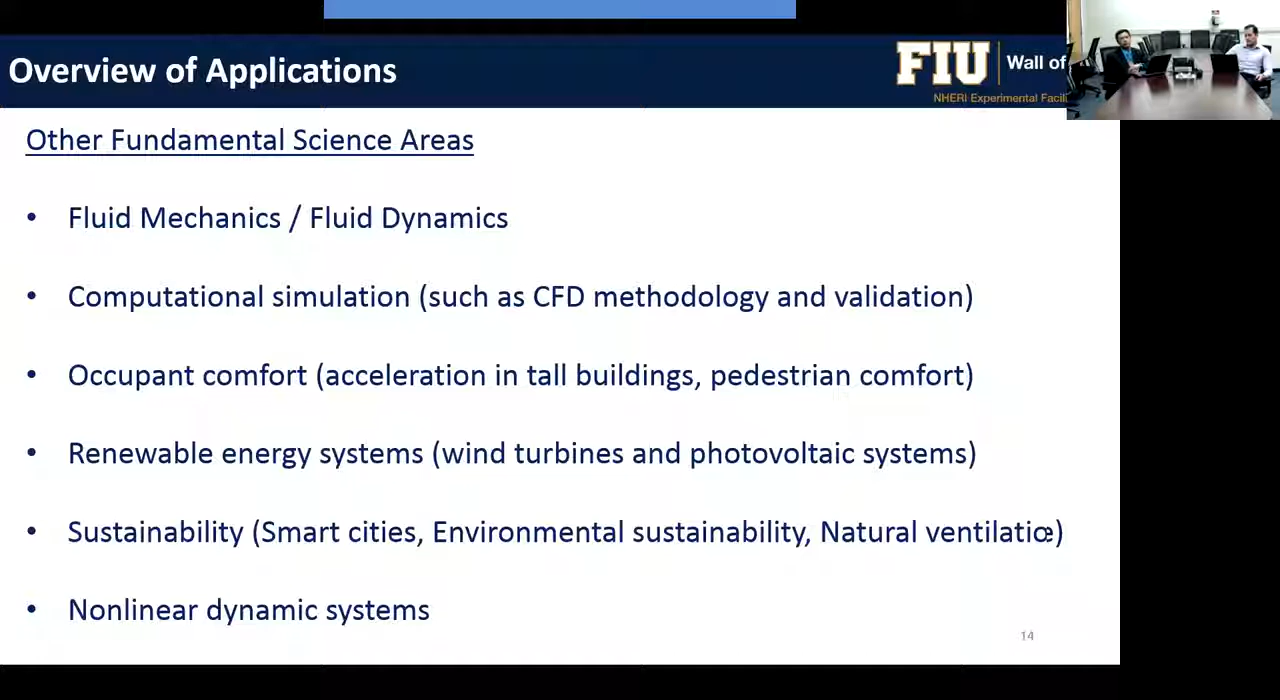 Overview of Applications
FIU Wall of
NHERI Experimental
Other Fundamental Science Areas
• Fluid Mechanics / Fluid Dynamics
• Computational simulation (such as CFD methodology and validation)
• Occupant comfort (acceleration in tall buildings, pedestrian comfort)
• Renewable energy systems (wind turbines and photovoltaic systems)
• Sustainability (Smart cities, Environmental sustainability, Natural
• Nonlinear dynamic systems
14